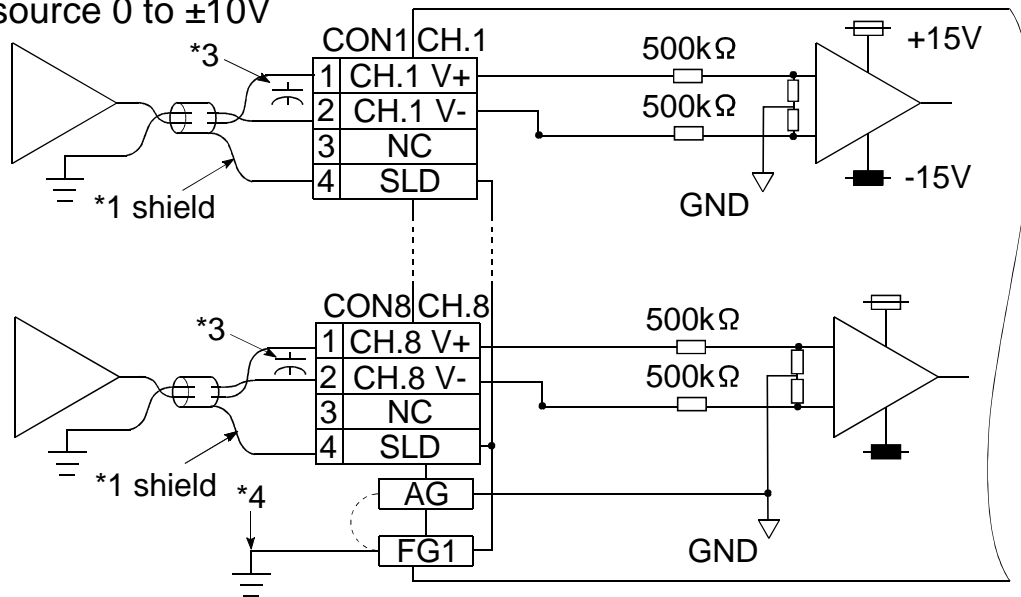 source 0 to ±10V
*3
CON1 CH.1
1 CH.1 V+
2 CH.1 V-
3 NC
4 SLD
*1 shield
500kΩ
500kΩ
GND
+15V
-15V
*3
CON8 CH.8
1 CH.8 V+
2 CH.8 V-
3 NC
4 SLD
*1 shield
500kΩ
500kΩ
*4
AG
FG1
GND